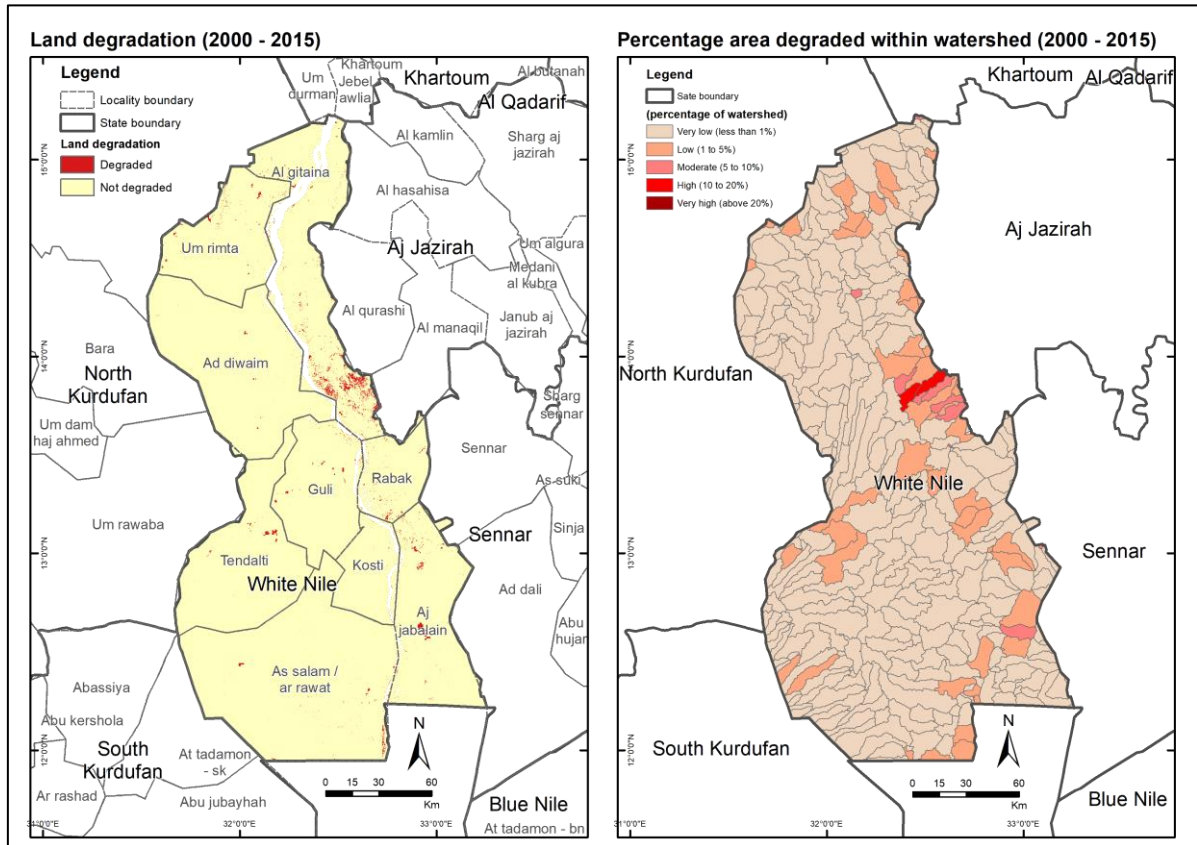 Land degradation (2000 - 2015)
Legend
Locality boundary
State boundary
Land degradation
Degraded
Not degraded
Um
durman
Khartoum
Jebel
awlia
Khartoum
Al butanah
Al Qadarif
Al kamlin
Sharg aj
jazirah
Al gitaina
Al hasahisa
Um rimta
Aj Jazirah
Um algura
Medani
al kubra
Al qurashi
Al manaqil
Janub aj
jazirah
Bara
North
Kurdufan
Ad diwaim
Sharg
sennar
Um dam
haj ahmed
Sennar
As suki
Guli
Rabak
Um rawaba
Sinja
Sennar
Tendalti
Kosti
White Nile
Ad dali
Aj
jabalain
Abu
hujar
As salam /
ar rawat
Abassiya
Abu kershola
South
Kurdufan
At tadamon
- sk
Ar rashad
Abu jubayhah
Blue Nile
At tadamon - bn
N
0 15 30 60
Km
15°0'0"N
14°0'0"N
13°0'0"N
12°0'0"N
31°0'0"E
32°0'0"E
33°0'0"E
Percentage area degraded within watershed (2000 - 2015)
Legend
Sate boundary
(percentage of watershed)
Very low (less than 1%)
Low (1 to 5%)
Moderate (5 to 10%)
High (10 to 20%)
Very high (above 20%)
Khartoum
Al Qadarif
Aj Jazirah
North Kurdufan
White Nile
Sennar
South Kurdufan
Blue Nile
N
0 15 30 60
Km
15°0'0"N
14°0'0"N
13°0'0"N
12°0'0"N
31°0'0"E
32°0'0"E
33°0'0"E